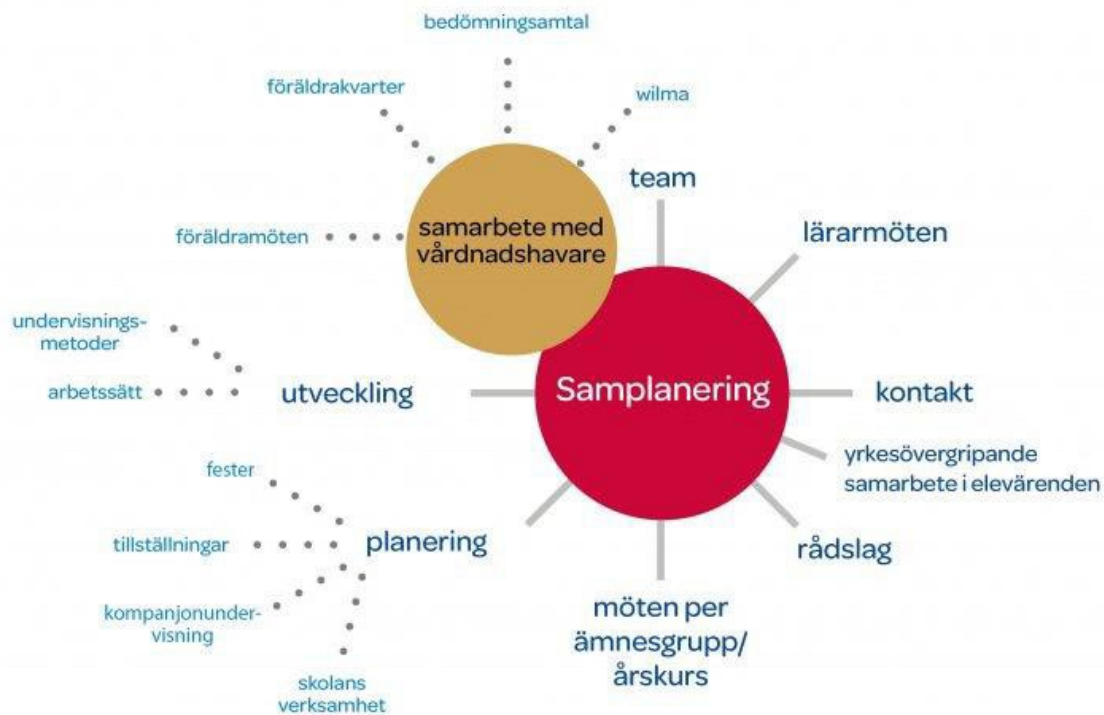 bedömningsamtal
föräldrakvarter
wilma
team
samarbete med
vårdnadshavare
föräldramöten
lärarmöten
undervisnings-
metoder
arbetssätt
utveckling
Samplanering
kontakt
yrkesövergripande
samarbete i elevärenden
fester
tillställningar
planering
rådslag
kompanjonunder-
visning
möten per
ämnesgrupp/
årskurs
skolans
verksamhet